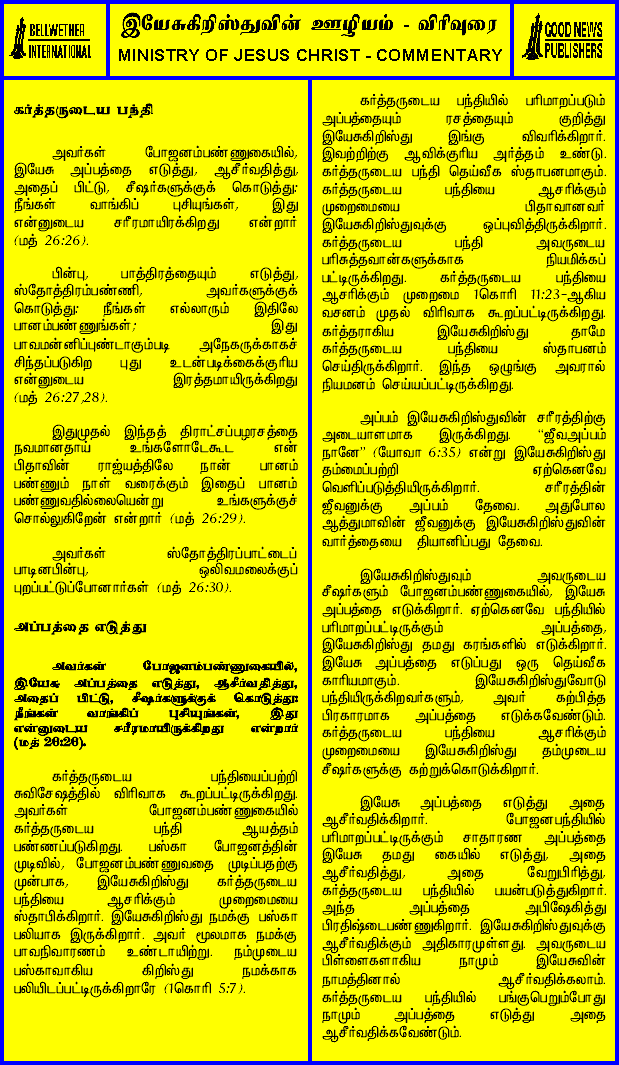 BELLWETHER
INTERNATIONAL
இயேசுகிறிஸ்துவின் ஊழியம் - விரிவுரை
MINISTRY OF JESUS CHRIST - COMMENTARY
GOOD NEWS
PUBLISHERS
கர்த்தருடைய பந்தி
அவர்கள் போஜனம்பண்ணுகையில்,
இயேசு அப்பத்தை எடுத்து, ஆசீர்வதித்து,
அதைப் பிட்டு, சீஷர்களுக்குக் கொடுத்து:
நீங்கள் வாங்கிப் புசியுங்கள், இது
என்னுடைய சரீரமாயிரக்கிறது என்றார்
(மத் 26:26).
பின்பு, பாத்திரத்தையும் எடுத்து,
ஸ்தோத்திரம்பண்ணி, அவர்களுக்குக்
கொடுத்து: நீங்கள் எல்லாரும் இதிலே
பானம்பண்ணுங்கள்; இது
பாவமன்னிப்புண்டாகும்படி அநேகருக்காகச்
சிந்தப்படுகிற புது உடன்படிக்கைக்குரிய
என்னுடைய இரத்தமாயிருக்கிறது
(மத் 26:27,28).
இதுமுதல் இந்தத் திராட்சப்பழரசத்தை
நவமானதாய் உங்களோடேகூட என்
பிதாவின் ராஜ்யத்திலே நான் பானம்
பண்ணும் நாள் வரைக்கும் இதைப் பானம்
பண்ணுவதில்லையென்று உங்களுக்குச்
சொல்லுகிறேன் என்றார் (மத் 26:29).
அவர்கள் ஸ்தோத்திரப்பாட்டைப்
பாடினபின்பு, ஒலிவமலைக்குப்
புறப்பட்டுப்போனார்கள் (மத் 26:30).
அப்பத்தை எடுத்து
அவர்கள் போஜனம்பண்ணுகையில்,
இயேசு அப்பத்தை எடுத்து, ஆசீர்வதித்து,
அதைப் பிட்டு, சீஷர்களுக்குக் கொடுத்து:
நீங்கள் வாங்கிப் புசியுங்கள், இது
என்னுடைய சரீரமாயிருக்கிறது என்றார்
(மத் 26:26).
கர்த்தருடைய பந்தியைப்பற்றி
சுவிசேஷத்தில் விரிவாக கூறப்பட்டிருக்கிறது.
அவர்கள் போஜனம்பண்ணுகையில்
கர்த்தருடைய பந்தி ஆயத்தம்
பண்ணப்படுகிறது. பஸ்கா போஜனத்தின்
முடிவில், போஜனம்பண்ணுவதை முடிப்பதற்கு
முன்பாக, இயேசுகிறிஸ்து கர்த்தருடைய
பந்தியை ஆசரிக்கும் முறைமையை
ஸ்தாபிக்கிறார். இயேசுகிறிஸ்து நமக்கு பஸ்கா
பலியாக இருக்கிறார். அவர் மூலமாக நமக்கு
பாவநிவாரணம் உண்டாயிற்று. நம்முடைய
பஸ்காவாகிய கிறிஸ்து நமக்காக
பலியிடப்பட்டிருக்கிறாரே (1கொரி 5:7).
கர்த்தருடைய பந்தியில் பரிமாறப்படும்
அப்பத்தையும் ரசத்தையும் குறித்து
இயேசுகிறிஸ்து இங்கு விவரிக்கிறார்.
இவற்றிற்கு ஆவிக்குரிய அர்த்தம் உண்டு.
கர்த்தருடைய பந்தி தெய்வீக ஸ்தாபனமாகும்.
கர்த்தருடைய பந்தியை ஆசரிக்கும்
முறைமையை பிதாவானவர்
இயேசுகிறிஸ்துவுக்கு ஒப்புவித்திருக்கிறார்.
கர்த்தருடைய பந்தி அவருடைய
பரிசுத்தவான்களுக்காக நியமிக்கப்
பட்டிருக்கிறது. கர்த்தருடைய பந்தியை
ஆசரிக்கும் முறைமை 1கொரி 11:23-ஆகிய
வசனம் முதல் விரிவாக கூறப்பட்டிருக்கிறது.
கர்த்தராகிய இயேசுகிறிஸ்து தாமே
கர்த்தருடைய பந்தியை ஸ்தாபனம்
செய்திருக்கிறார். இந்த ஒழுங்கு அவரால்
நியமனம் செய்யப்பட்டிருக்கிறது.
அப்பம் இயேசுகிறிஸ்துவின் சரீரத்திற்கு
அடையாளமாக இருக்கிறது. “ஜீவஅப்பம்
நானே” (யோவா 6:35) என்று இயேசுகிறிஸ்து
தம்மைப்பற்றி ஏற்கெனவே
வெளிப்படுத்தியிருக்கிறார். சரீரத்தின்
ஜீவனுக்கு அப்பம் தேவை. அதுபோல
ஆத்துமாவின் ஜீவனுக்கு இயேசுகிறிஸ்துவின்
வார்த்தையை தியானிப்பது தேவை.
இயேசுகிறிஸ்துவும் அவருடைய
சீஷர்களும் போஜனம்பண்ணுகையில், இயேசு
அப்பத்தை எடுக்கிறார். ஏற்கெனவே பந்தியில்
பரிமாறப்பட்டிருக்கும் அப்பத்தை,
இயேசுகிறிஸ்து தமது கரங்களில் எடுக்கிறார்.
இயேசு அப்பத்தை எடுப்பது ஒரு தெய்வீக
காரியமாகும். இயேசுகிறிஸ்துவோடு
பந்தியிருக்கிறவர்களும், அவர் கற்பித்த
பிரகாரமாக அப்பத்தை எடுக்கவேண்டும்.
கர்த்தருடைய பந்தியை ஆசரிக்கும்
முறைமையை இயேசுகிறிஸ்து தம்முடைய
சீஷர்களுக்கு கற்றுக்கொடுக்கிறார்.
இயேசு அப்பத்தை எடுத்து அதை
ஆசீர்வதிக்கிறார். போஜனபந்தியில்
பரிமாறப்பட்டிருக்கும் சாதாரண அப்பத்தை
இயேசு தமது கையில் எடுத்து, அதை
ஆசீர்வதித்து, அதை வேறுபிரித்து,
கர்த்தருடைய பந்தியில் பயன்படுத்துகிறார்.
அந்த அப்பத்தை அபிஷேகித்து
பிரதிஷ்டைபண்ணுகிறார். இயேசுகிறிஸ்துவுக்கு
ஆசீர்வதிக்கும் அதிகாரமுள்ளது. அவருடைய
பிள்ளைகளாகிய நாமும் இயேசுவின்
நாமத்தினால் ஆசீர்வதிக்கலாம்.
கர்த்தருடைய பந்தியில் பங்குபெறும்போது
நாமும் அப்பத்தை எடுத்து அதை
ஆசீர்வதிக்கவேண்டும்.